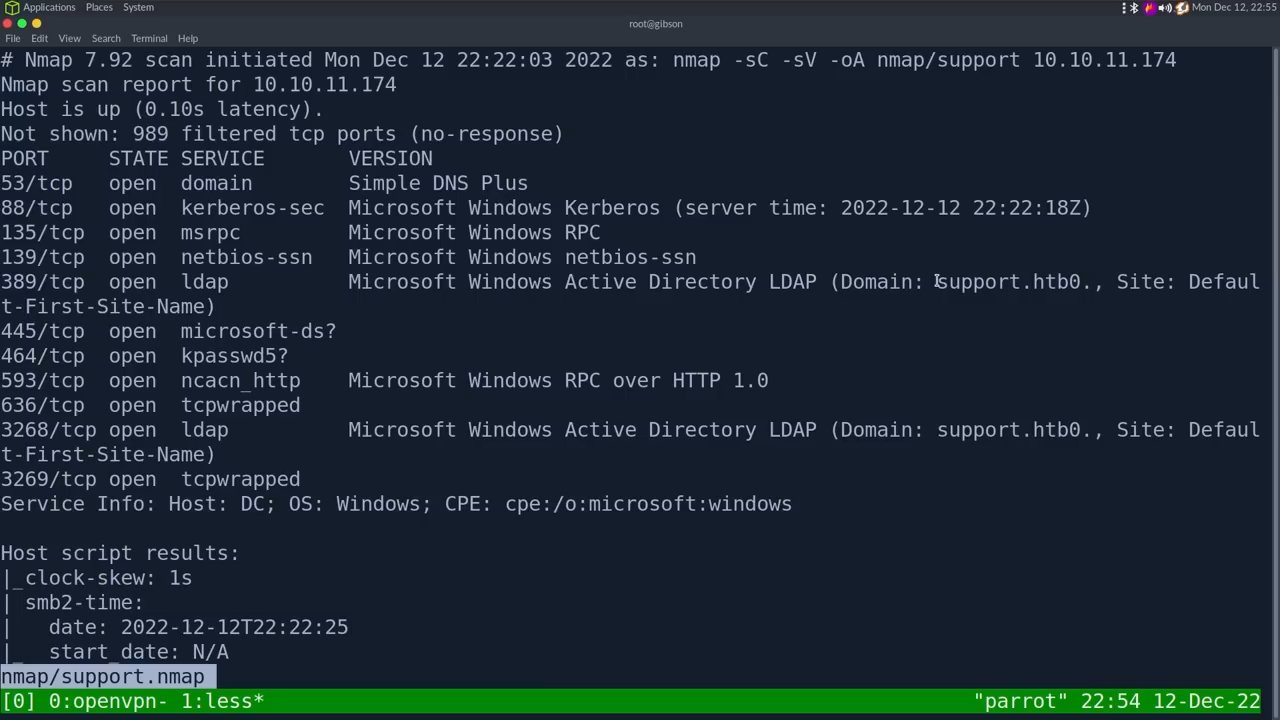 Applications Places System Mon Dec 12, 22:55
root@gibson
File Edit View Search Terminal Help
# Nmap 7.92 scan initiated Mon Dec 12 22:22:03 2022 as: nmap -sC -sV -oA nmap/support 10.10.11.174
Nmap scan report for 10.10.11.174
Host is up (0.10s latency).
Not shown: 989 filtered tcp ports (no-response)
PORT     STATE SERVICE       VERSION
53/tcp   open  domain        Simple DNS Plus
88/tcp   open  kerberos-sec  Microsoft Windows Kerberos (server time: 2022-12-12 22:22:18Z)
135/tcp  open  msrpc         Microsoft Windows RPC
139/tcp  open  netbios-ssn   Microsoft Windows netbios-ssn
389/tcp  open  ldap          Microsoft Windows Active Directory LDAP (Domain: support.htb0., Site: Defaul
t-First-Site-Name)
445/tcp  open  microsoft-ds?
464/tcp  open  kpasswd5?
593/tcp  open  ncacn_http    Microsoft Windows RPC over HTTP 1.0
636/tcp  open  tcpwrapped
3268/tcp open  ldap          Microsoft Windows Active Directory LDAP (Domain: support.htb0., Site: Defaul
t-First-Site-Name)
3269/tcp open  tcpwrapped
Service Info: Host: DC; OS: Windows; CPE: cpe:/o:microsoft:windows
Host script results:
|_clock-skew: 1s
| smb2-time:
|   date: 2022-12-12T22:22:25
|_  start_date: N/A
nmap/support.nmap
[0] 0:openvpn- 1:less* "parrot" 22:54 12-Dec-22